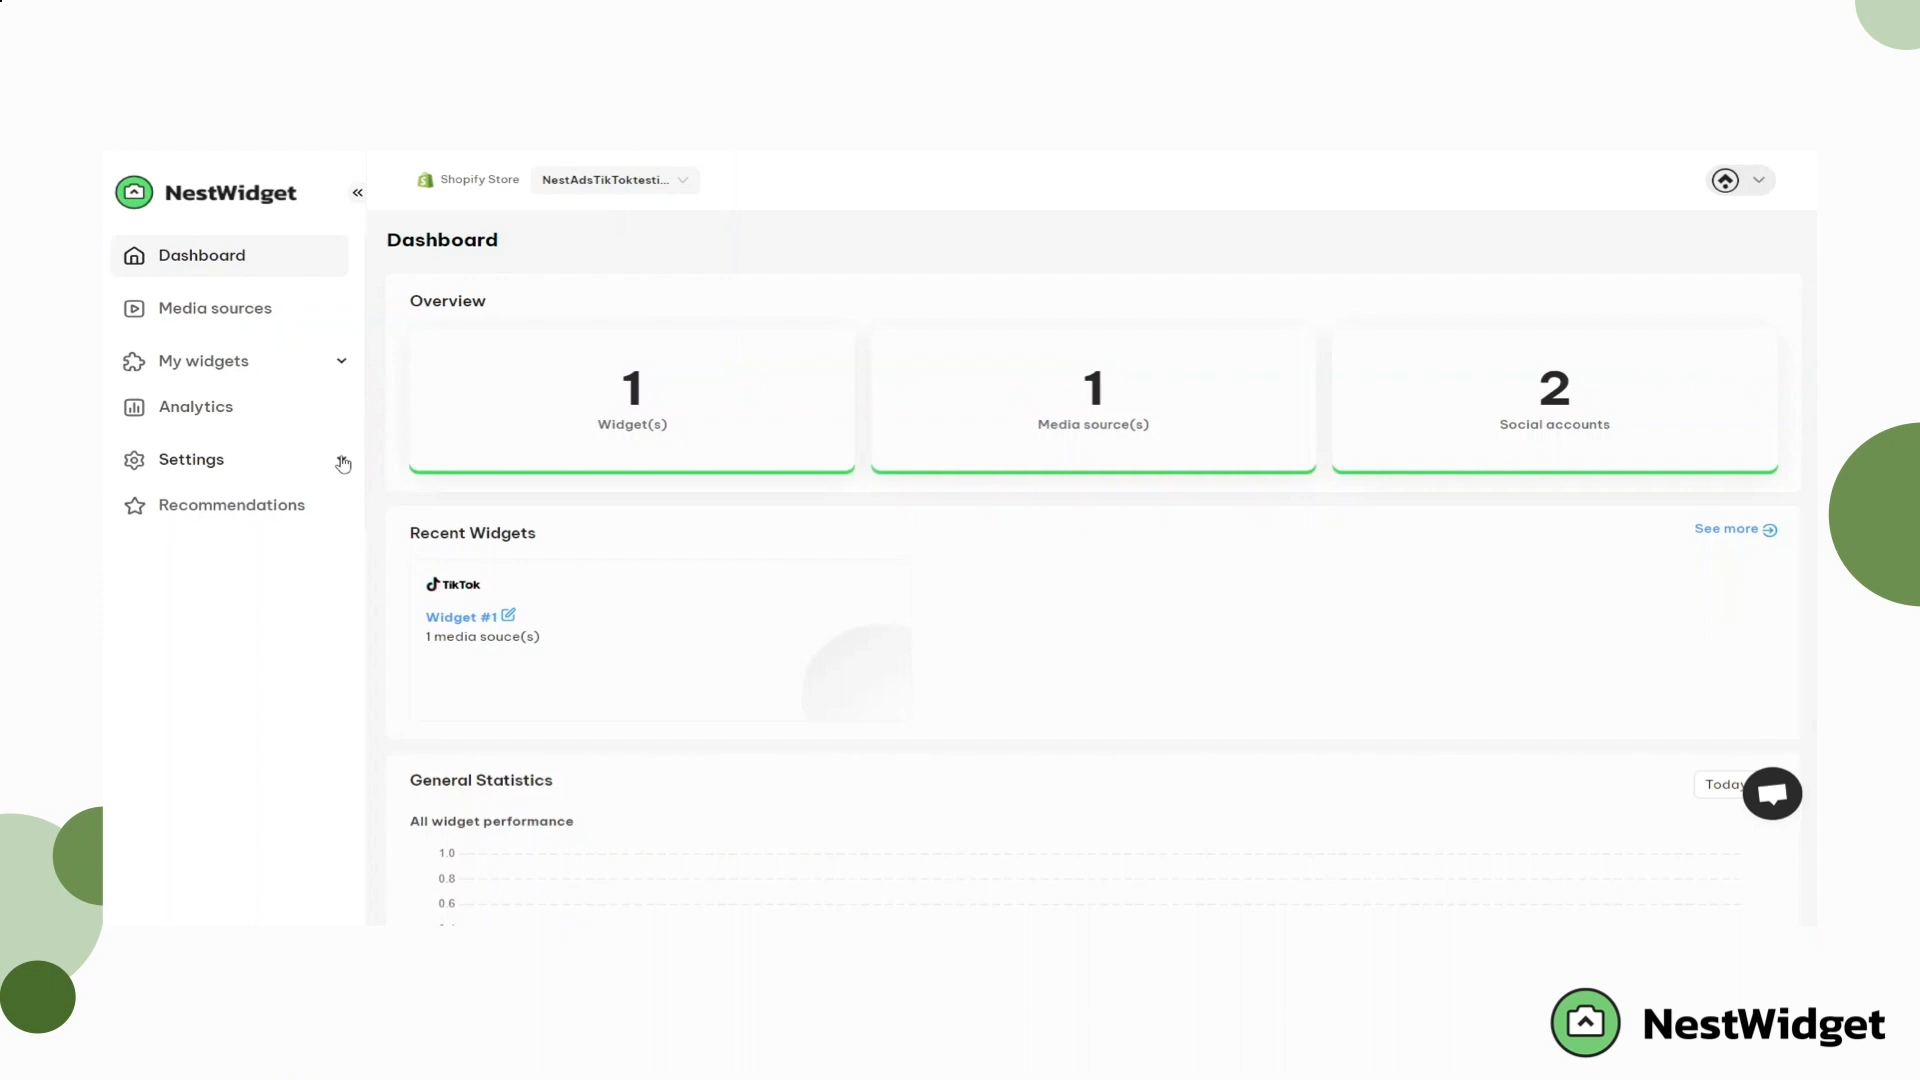 NestWidget
«
Shopify Store
NestAdsTikToktesti...
Dashboard
Media sources
My widgets
Analytics
Settings
Recommendations
Dashboard
Overview
1
Widget(s)
1
Media source(s)
2
Social accounts
Recent Widgets
See more
TikTok
Widget #1
1 media souce(s)
General Statistics
Today
All widget performance
1.0
0.8
0.6
NestWidget